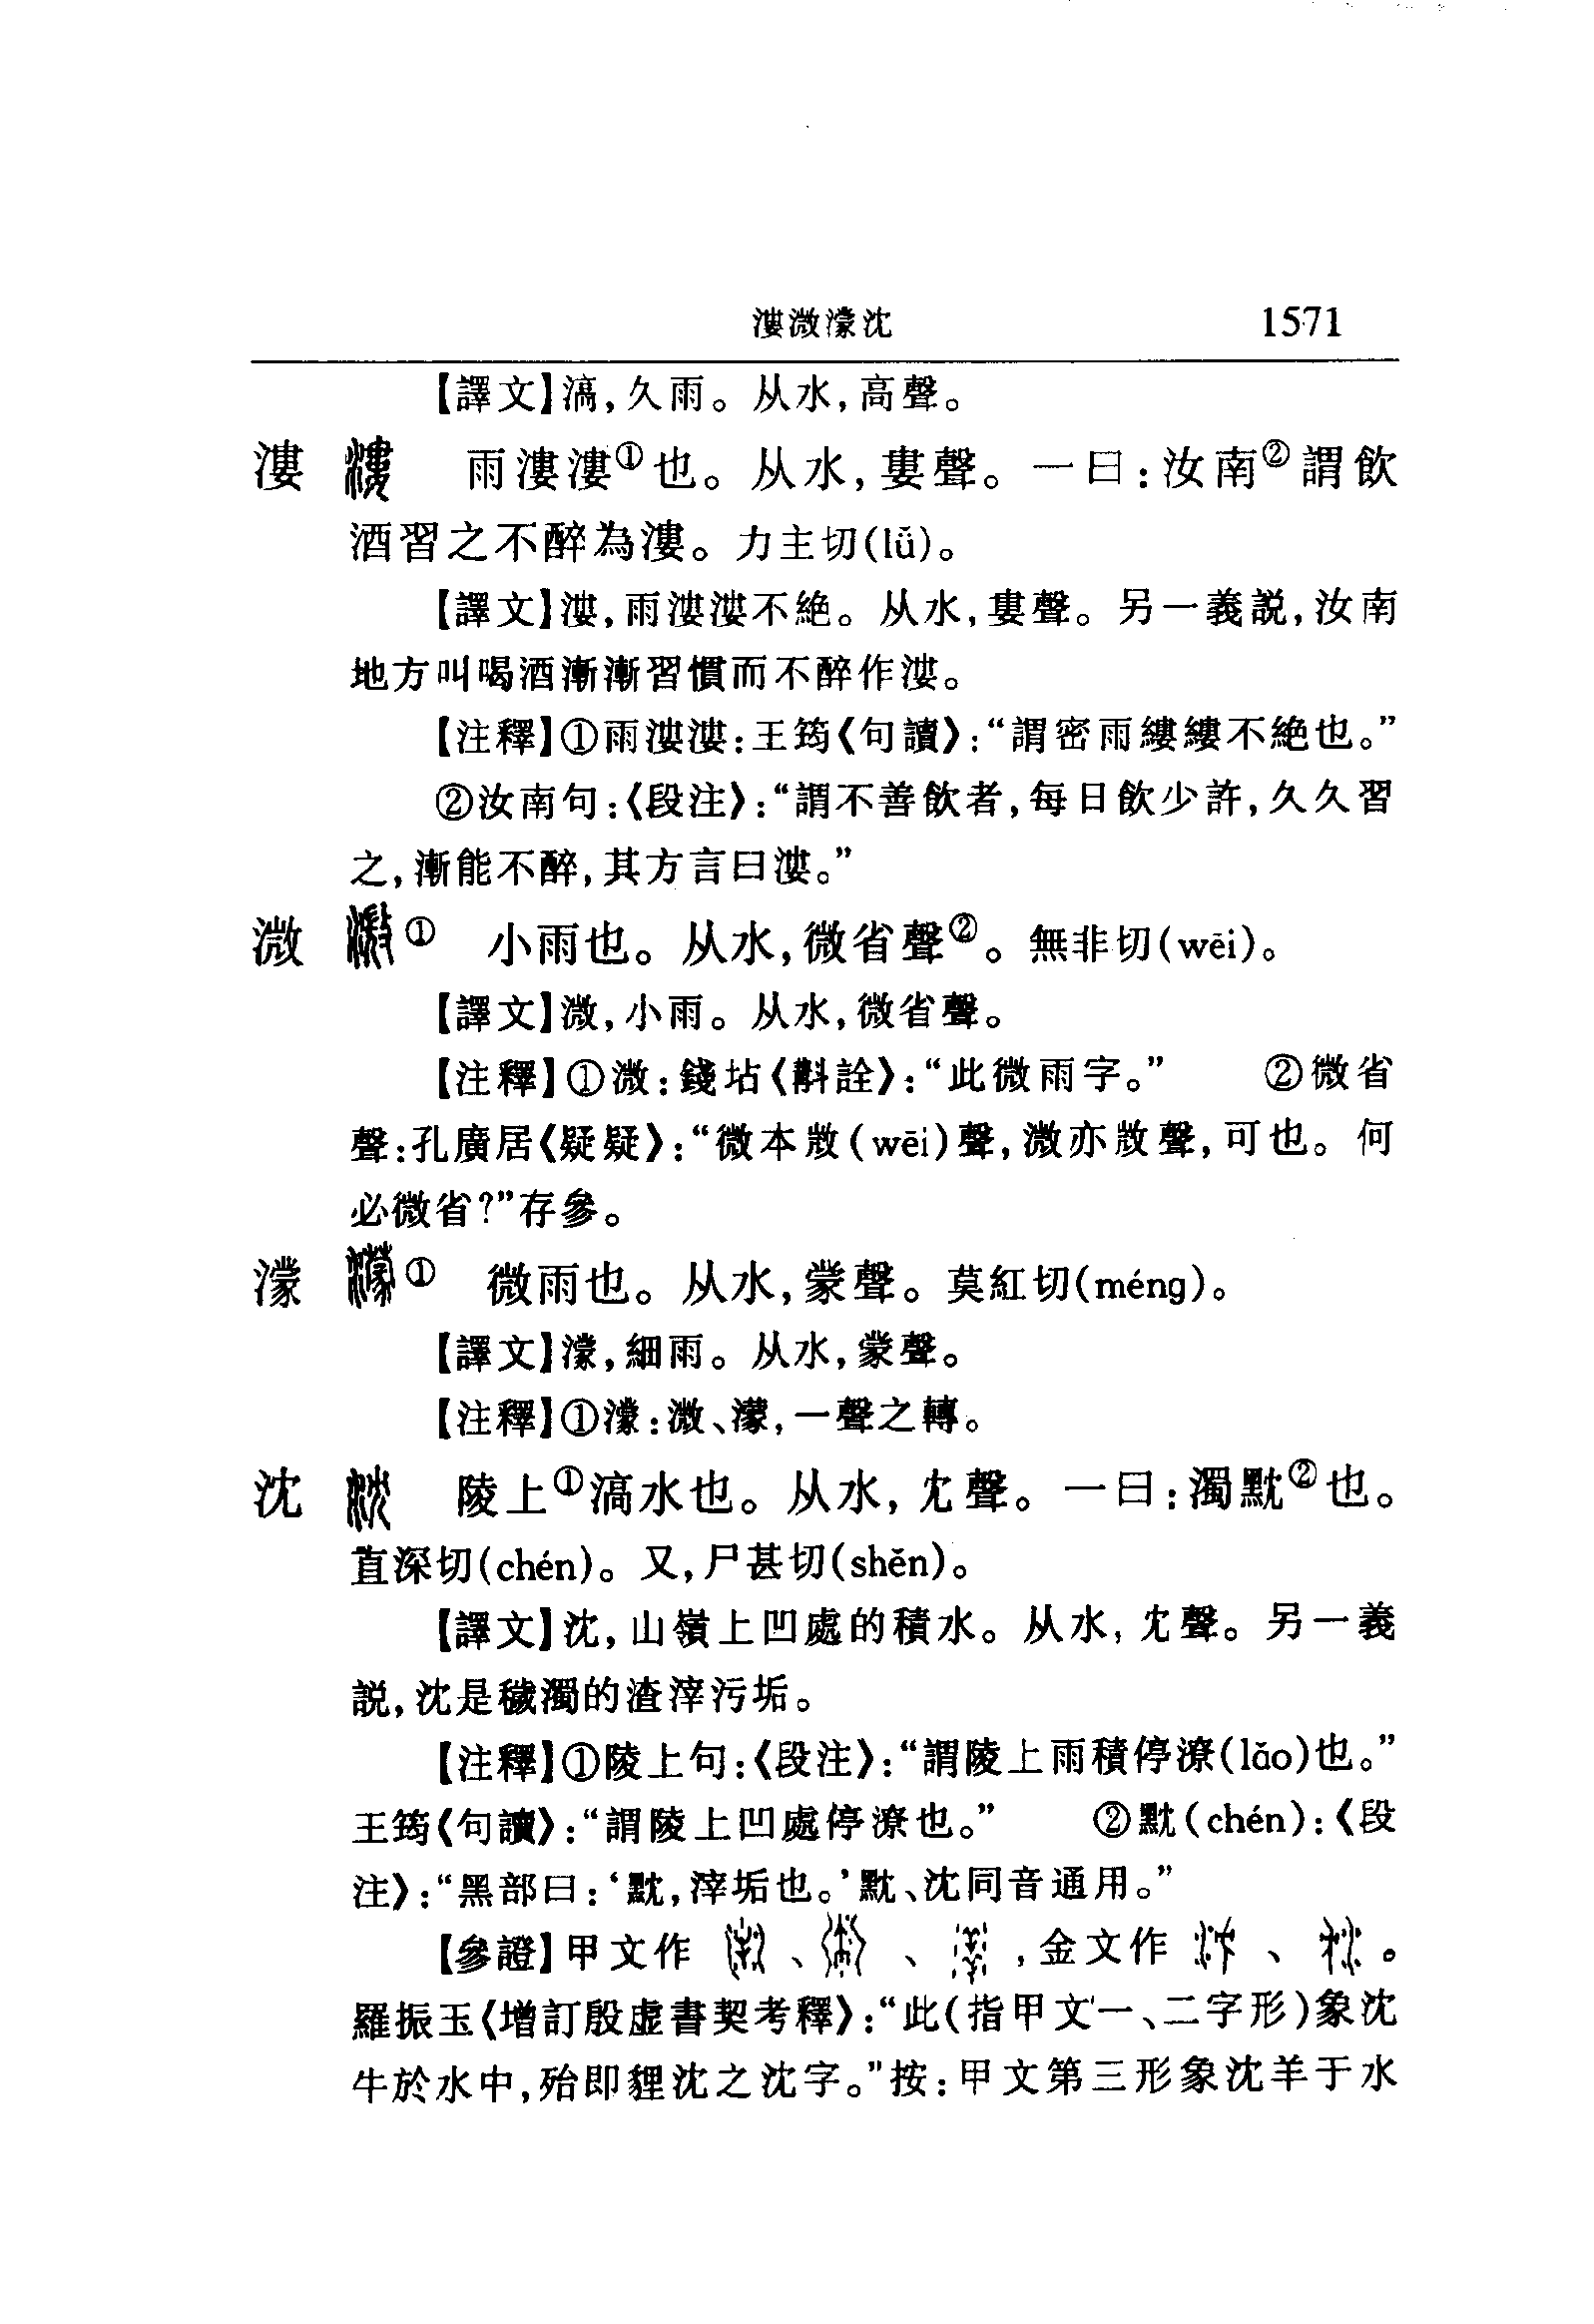 漊溦濛沈 1571
【譯文】滈,久雨。从水,高聲。
漊 雨漊漊①也。从水,婁聲。一曰:汝南②謂飲
酒習之不醉為漊。力主切(lǚ)。
【譯文】漊,雨漊漊不絶。从水,婁聲。另一義説,汝南
地方叫喝酒漸漸習慣而不醉作漊。
【注釋】①雨漊漊:王筠《句讀》:“謂密雨縷縷不絶也。”
②汝南句:《段注》:“謂不善飲者,每日飲少許,久久習
之,漸能不醉,其方言曰漊。”
溦 ① 小雨也。从水,微省聲②。無非切(wēi)。
【譯文】溦,小雨。从水,微省聲。
【注釋】①溦:錢坫《斠詮》:“此微雨字。” ②微省
聲:孔廣居《疑疑》:“微本敳(wēi)聲,溦亦敳聲,可也。何
必微省?”存參。
濛 ① 微雨也。从水,蒙聲。莫紅切(méng)。
【譯文】濛,細雨。从水,蒙聲。
【注釋】①濛:溦、濛,一聲之轉。
沈 陵上①滈水也。从水,冘聲。一曰:濁黕②也。
直深切(chén)。又,尸甚切(shěn)。
【譯文】沈,山嶺上凹處的積水。从水,冘聲。另一義
説,沈是穢濁的渣滓污垢。
【注釋】①陵上句:《段注》:“謂陵上雨積停潦(lǎo)也。”
王筠《句讀》:“謂陵上凹處停潦也。” ②黕(chén):《段
注》:“黑部曰:‘黕,滓垢也。’黕、沈同音通用。”
【參證】甲文作 、 、 ,金文作 、 。
羅振玉《增訂殷虛書契考釋》:“此(指甲文一、二字形)象沈
牛於水中,殆即貍沈之沈字。”按:甲文第三形象沈羊于水